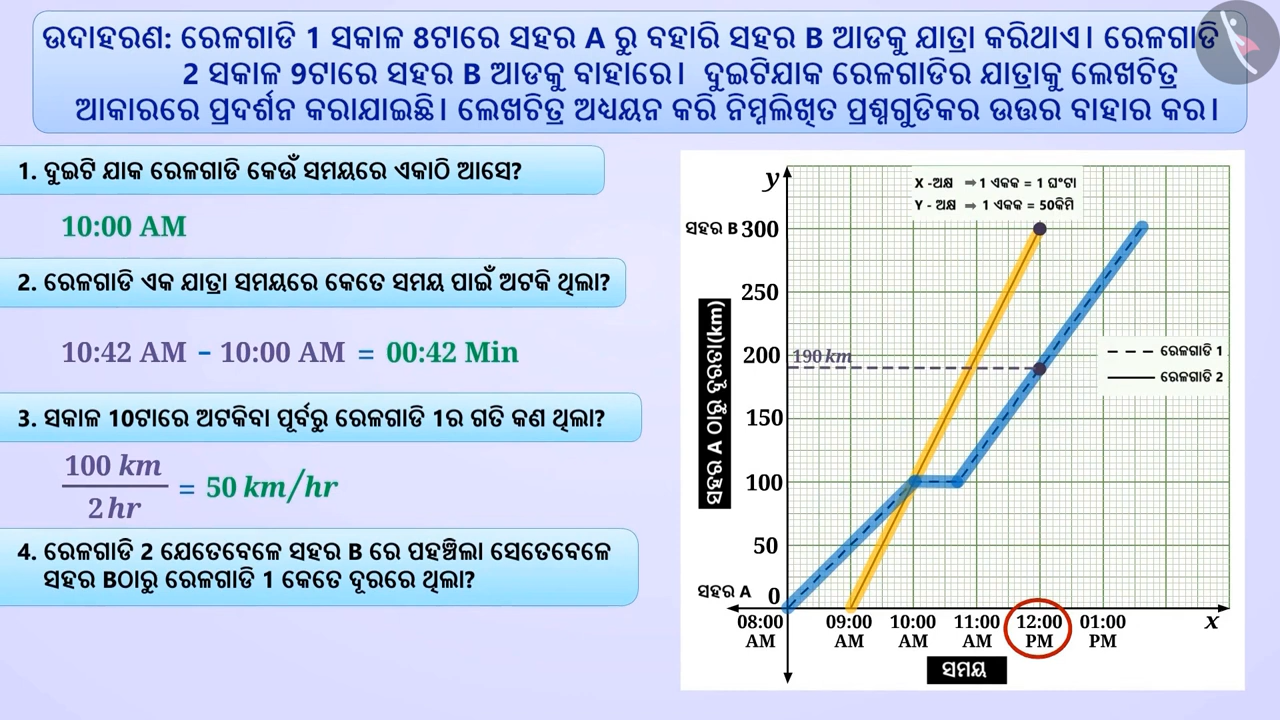 ଉଦାହରଣ: ରେଳଗାଡି 1 ସକାଳ 8ଟାରେ ସହର A ରୁ ବହାରି ସହର B ଆଡକୁ ଯାତ୍ରା କରିଥାଏ। ରେଳଗାଡି
2 ସକାଳ 9ଟାରେ ସହର B ଆଡକୁ ବାହାରେ। ଦୁଇଟିଯାକ ରେଳଗାଡିର ଯାତ୍ରାକୁ ଲେଖଚିତ୍ର
ଆକାରରେ ପ୍ରଦର୍ଶନ କରାଯାଇଛି। ଲେଖଚିତ୍ର ଅଧ୍ୟୟନ କରି ନିମ୍ନଲିଖିତ ପ୍ରଶ୍ନଗୁଡିକର ଉତ୍ତର ବାହାର କର।
1. ଦୁଇଟି ଯାକ ରେଳଗାଡି କେଉଁ ସମୟରେ ଏକାଠି ଆସେ?
10:00 AM
2. ରେଳଗାଡି ଏକ ଯାତ୍ରା ସମୟରେ କେତେ ସମୟ ପାଇଁ ଅଟକି ଥିଲା?
10:42 AM – 10:00 AM = 00:42 Min
3. ସକାଳ 10ଟାରେ ଅଟକିବା ପୂର୍ବରୁ ରେଳଗାଡି 1ର ଗତି କଣ ଥିଲା?
100 km
2 hr
= 50 km/hr
4. ରେଳଗାଡି 2 ଯେତେବେଳେ ସହର B ରେ ପହଞ୍ଚିଲା ସେତେବେଳେ
ସହର Bଠାରୁ ରେଳଗାଡି 1 କେତେ ଦୂରରେ ଥିଲା?
y
X -ଅକ୍ଷ ⇒ 1 ଏକକ = 1 ଘଂଟା
Y - ଅକ୍ଷ ⇒ 1 ଏକକ = 50କିମି
ସହର B 300
250
200
190 km
150
100
50
ସହର A 0
ସହର A ଠାରୁ ଦୂରତା(km)
ରେଳଗାଡି 1
ରେଳଗାଡି 2
08:00 09:00 10:00 11:00 12:00 01:00 x
AM AM AM AM PM PM
ସମୟ